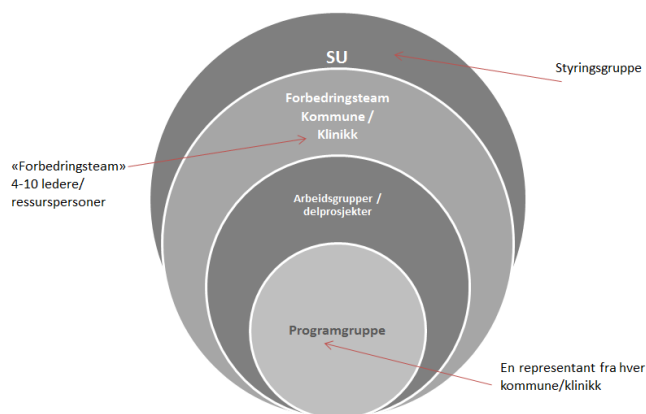 SU
Styringsgruppe
Forbedringsteam
Kommune /
Klinikk
«Forbedringsteam»
4-10 ledere/
ressurspersoner
Arbeidsgrupper /
delprosjekter
Programgruppe
En representant fra hver
kommune/klinikk